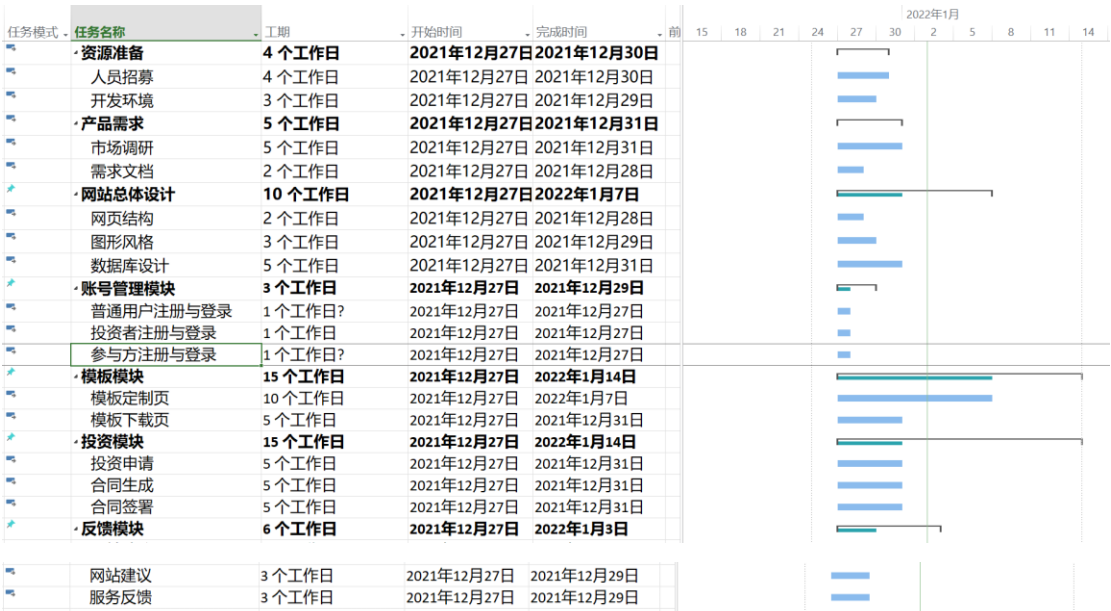 2022年1月
任务模式 任务名称 工期 开始时间 完成时间 前 15 18 21 24 27 30 2 5 8 11 14
资源准备 4 个工作日 2021年12月27日 2021年12月30日
人员招募 4 个工作日 2021年12月27日 2021年12月30日
开发环境 3 个工作日 2021年12月27日 2021年12月29日
产品需求 5 个工作日 2021年12月27日 2021年12月31日
市场调研 5 个工作日 2021年12月27日 2021年12月31日
需求文档 2 个工作日 2021年12月27日 2021年12月28日
网站总体设计 10 个工作日 2021年12月27日 2022年1月7日
网页结构 2 个工作日 2021年12月27日 2021年12月28日
图形风格 3 个工作日 2021年12月27日 2021年12月29日
数据库设计 5 个工作日 2021年12月27日 2021年12月31日
账号管理模块 3 个工作日 2021年12月27日 2021年12月29日
普通用户注册与登录 1 个工作日? 2021年12月27日 2021年12月27日
投资者注册与登录 1 个工作日 2021年12月27日 2021年12月27日
参与方注册与登录 1 个工作日? 2021年12月27日 2021年12月27日
模板模块 15 个工作日 2021年12月27日 2022年1月14日
模板定制页 10 个工作日 2021年12月27日 2022年1月7日
模板下载页 5 个工作日 2021年12月27日 2021年12月31日
投资模块 15 个工作日 2021年12月27日 2022年1月14日
投资申请 5 个工作日 2021年12月27日 2021年12月31日
合同生成 5 个工作日 2021年12月27日 2021年12月31日
合同签署 5 个工作日 2021年12月27日 2021年12月31日
反馈模块 6 个工作日 2021年12月27日 2022年1月3日
网站建议 3 个工作日 2021年12月27日 2021年12月29日
服务反馈 3 个工作日 2021年12月27日 2021年12月29日